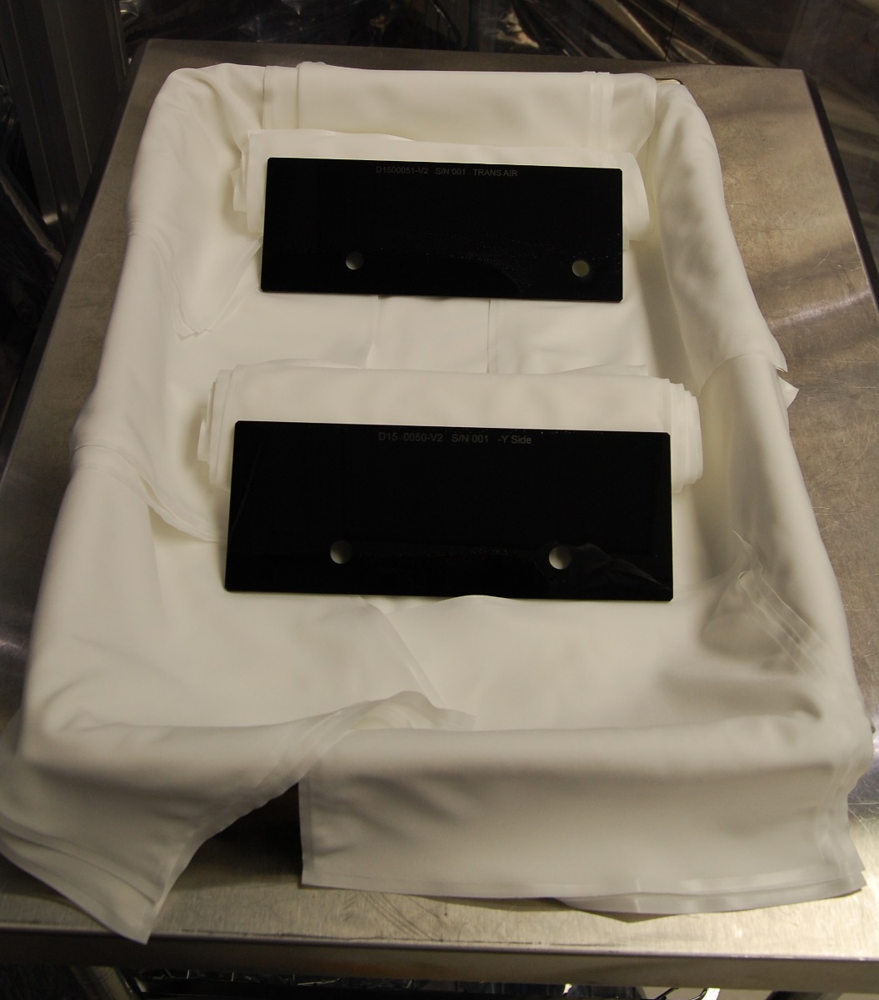 D1500051-V2 S/N 001 TRANS AIR
D15 0050-V2 S/N 001 -Y Side